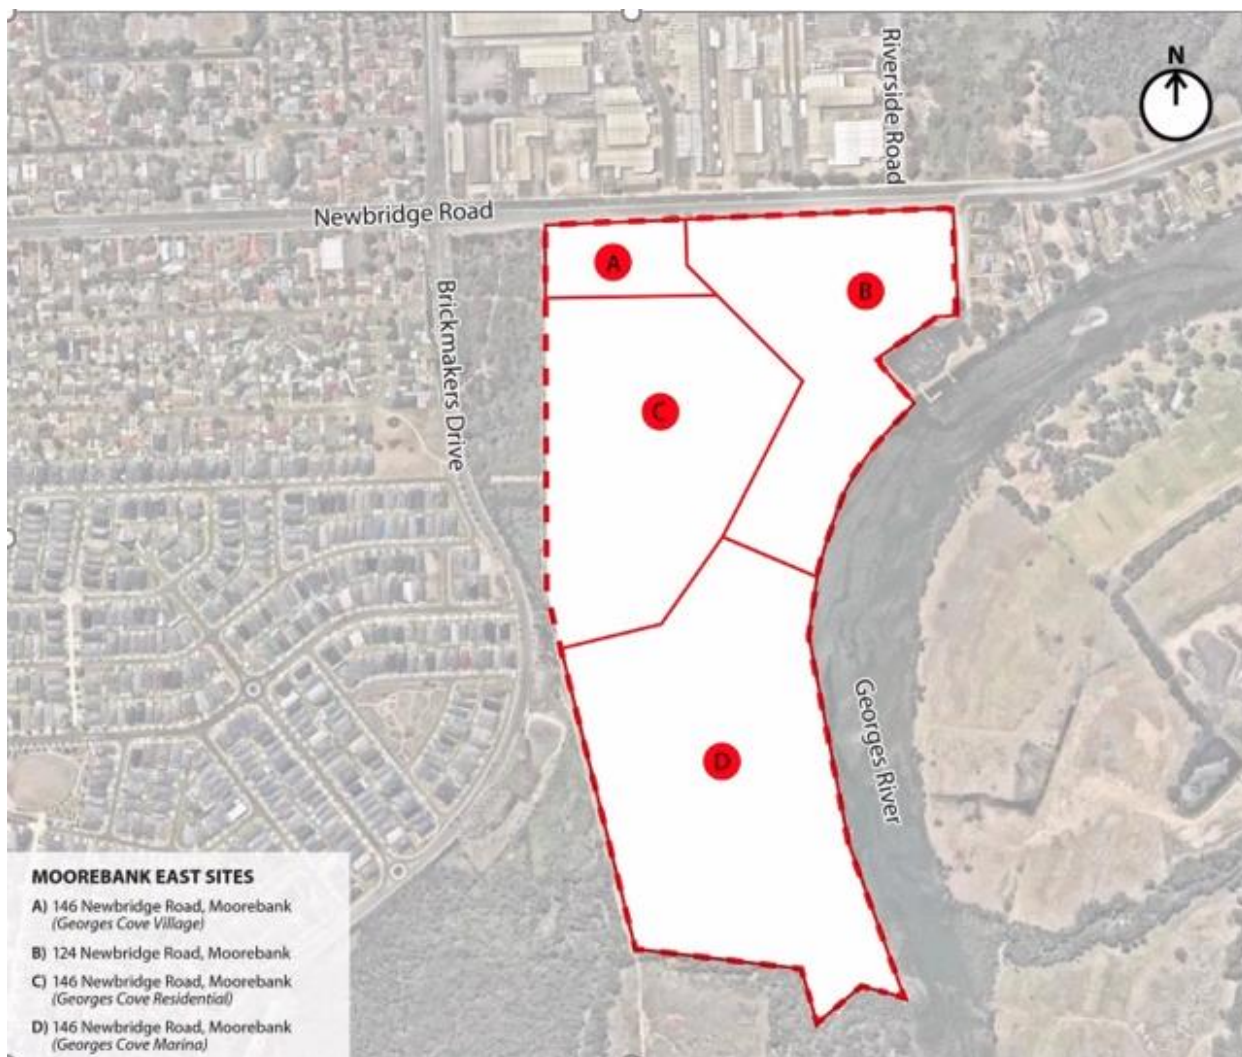 Riverside Road
N
Newbridge Road
A
B
Brickmakers Drive
C
Georges River
D
MOOREBANK EAST SITES
A) 146 Newbridge Road, Moorebank
(Georges Cove Village)
B) 124 Newbridge Road, Moorebank
C) 146 Newbridge Road, Moorebank
(Georges Cove Residential)
D) 146 Newbridge Road, Moorebank
(Georges Cove Marina)